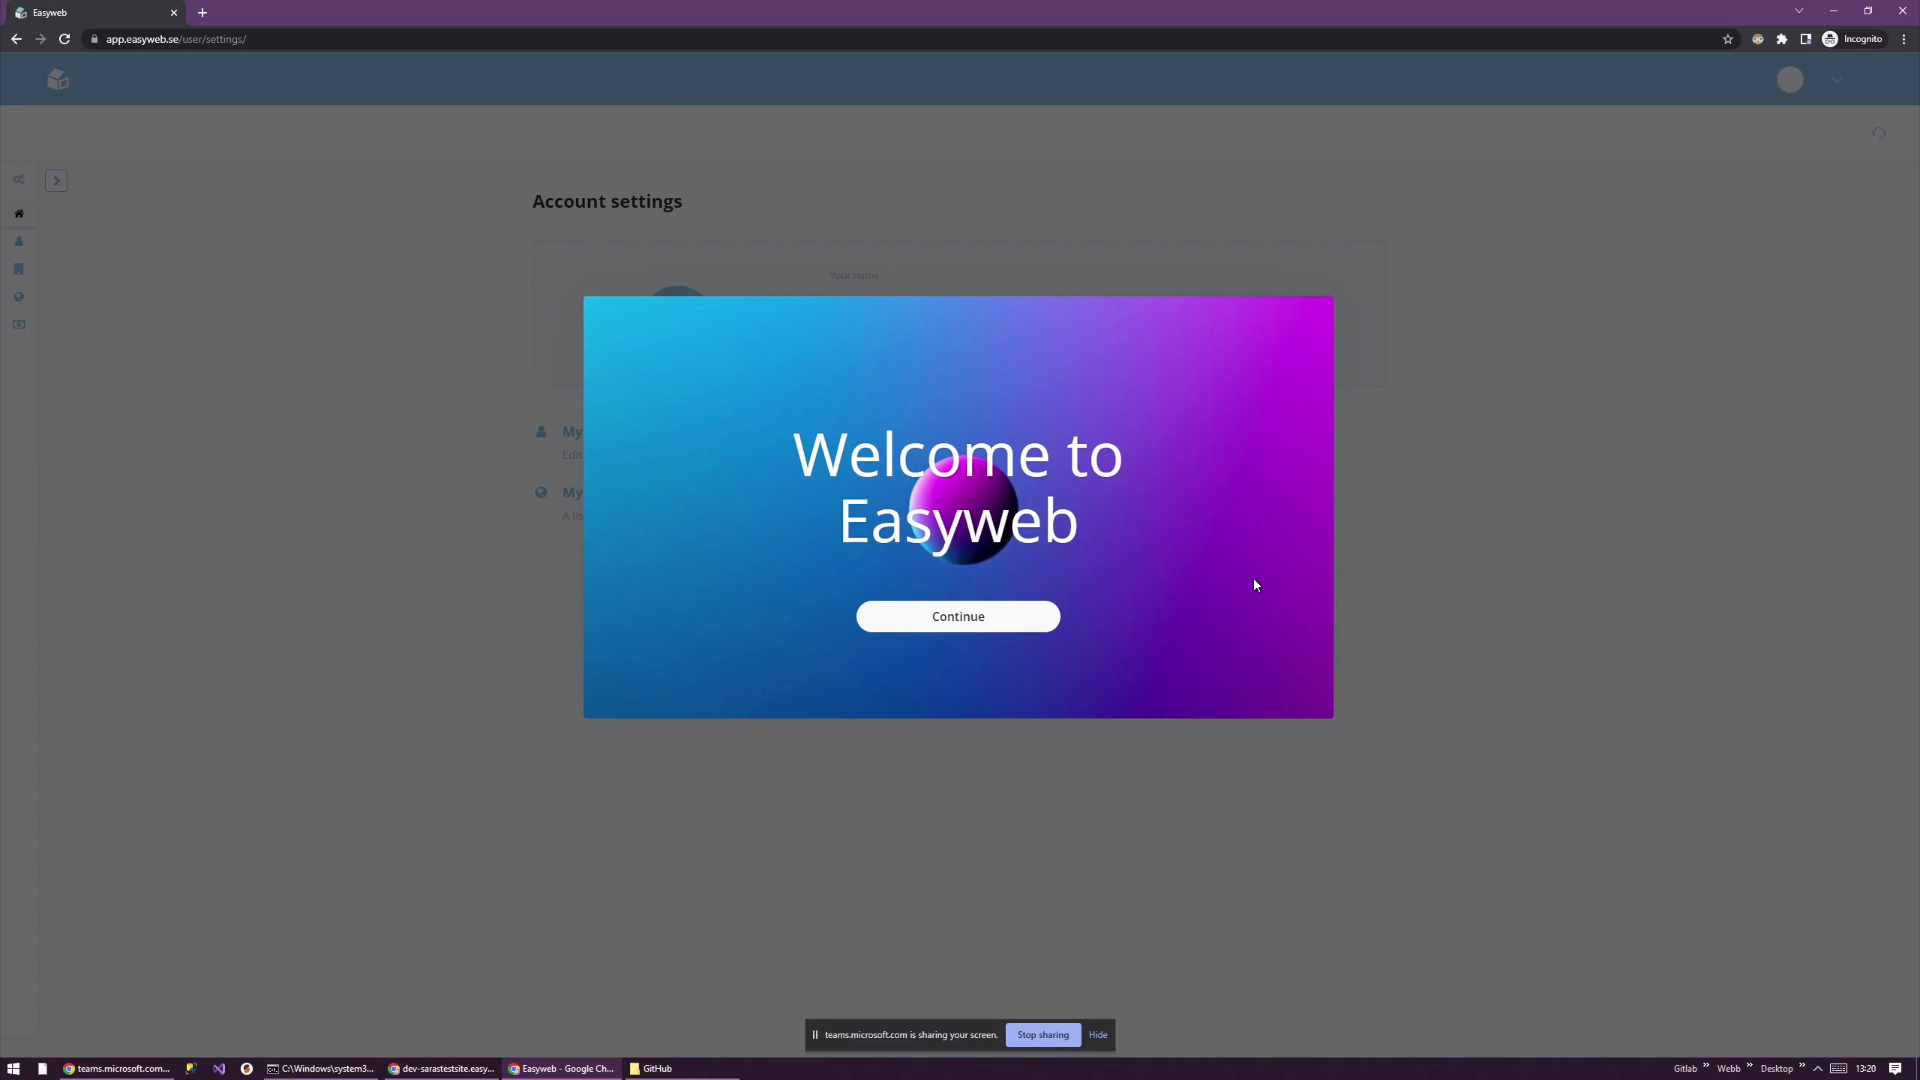 Easyweb
app.easyweb.se/user/settings/
Incognito
Account settings
Your name
My
Edit
My
A lis
Welcome to
Easyweb
Continue
teams.microsoft.com is sharing your screen.
Stop sharing
Hide
teams.microsoft.com...
C:\Windows\system3...
dev-sarastestsite.easy...
Easyweb - Google Ch...
GitHub
Gitlab
Webb
Desktop
13:20